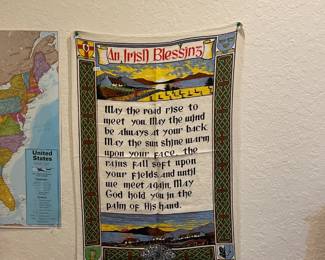 An Irish Blessing
May the road rise to
meet you. May the wind
be always at your back
May the sun shine warm
upon your face, the
rains fall soft upon
your fields and until
we meet again, May
God hold you in the
palm of His hand.
United
States